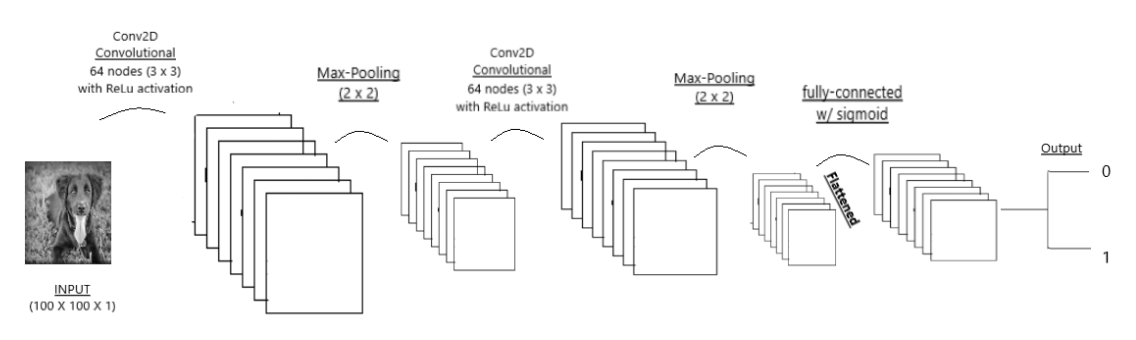 Conv2D
Convolutional
64 nodes (3 x 3)
with ReLu activation
Max-Pooling
(2 x 2)
Conv2D
Convolutional
64 nodes (3 x 3)
with ReLu activation
Max-Pooling
(2 x 2)
fully-connected
w/ sigmoid
Flattened
Output
0
1
INPUT
(100 X 100 X 1)